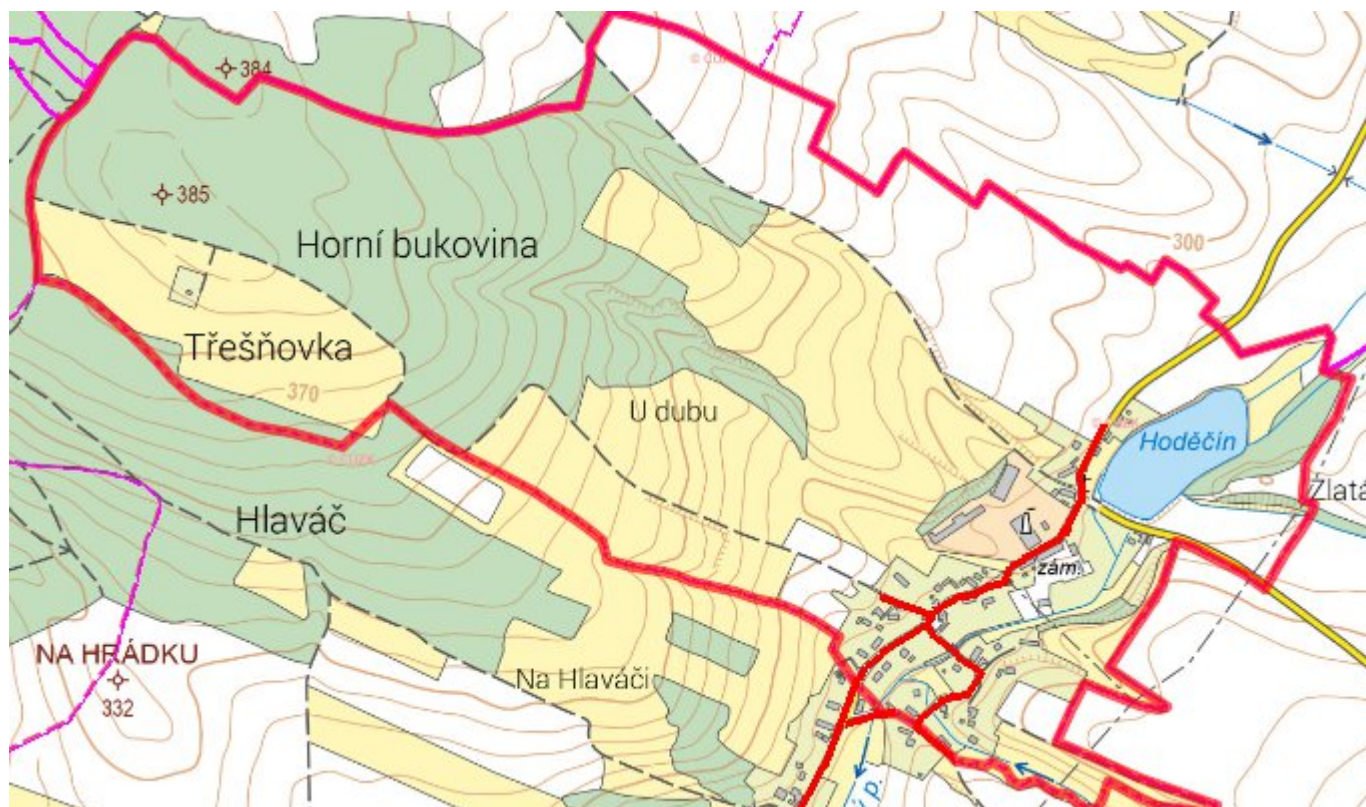 384
385
Horní bukovina
300
Třešňovka
370
U dubu
Hoděčín
Hlaváč
Zlatá
zám.
NA HRÁDKU
332
Na Hlaváči
p.